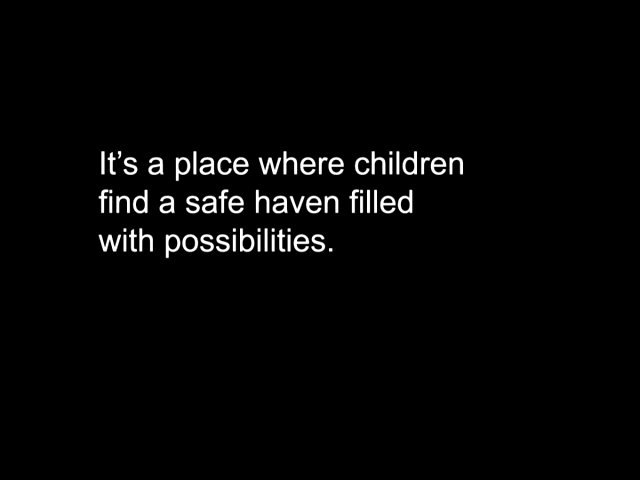 It’s a place where children
find a safe haven filled
with possibilities.